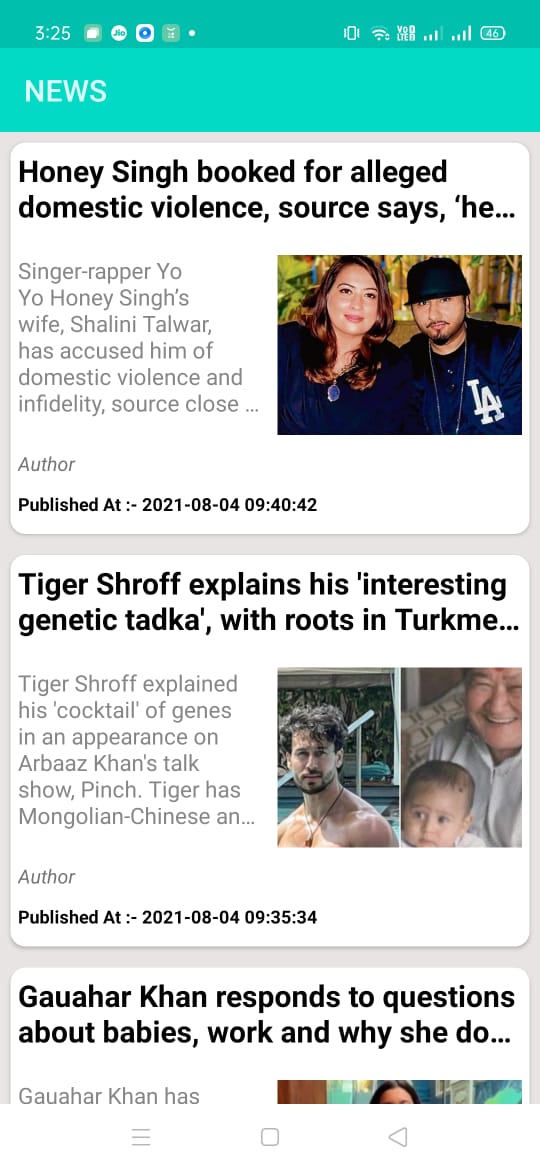 3:25
Jio
VoD
LTE2
46
NEWS
Honey Singh booked for alleged
domestic violence, source says, ‘he…
Singer-rapper Yo
Yo Honey Singh’s
wife, Shalini Talwar,
has accused him of
domestic violence and
infidelity, source close …
LA
Author
Published At :- 2021-08-04 09:40:42
Tiger Shroff explains his 'interesting
genetic tadka', with roots in Turkme…
Tiger Shroff explained
his 'cocktail' of genes
in an appearance on
Arbaaz Khan's talk
show, Pinch. Tiger has
Mongolian-Chinese an…
Author
Published At :- 2021-08-04 09:35:34
Gauahar Khan responds to questions
about babies, work and why she do…
Gauahar Khan has